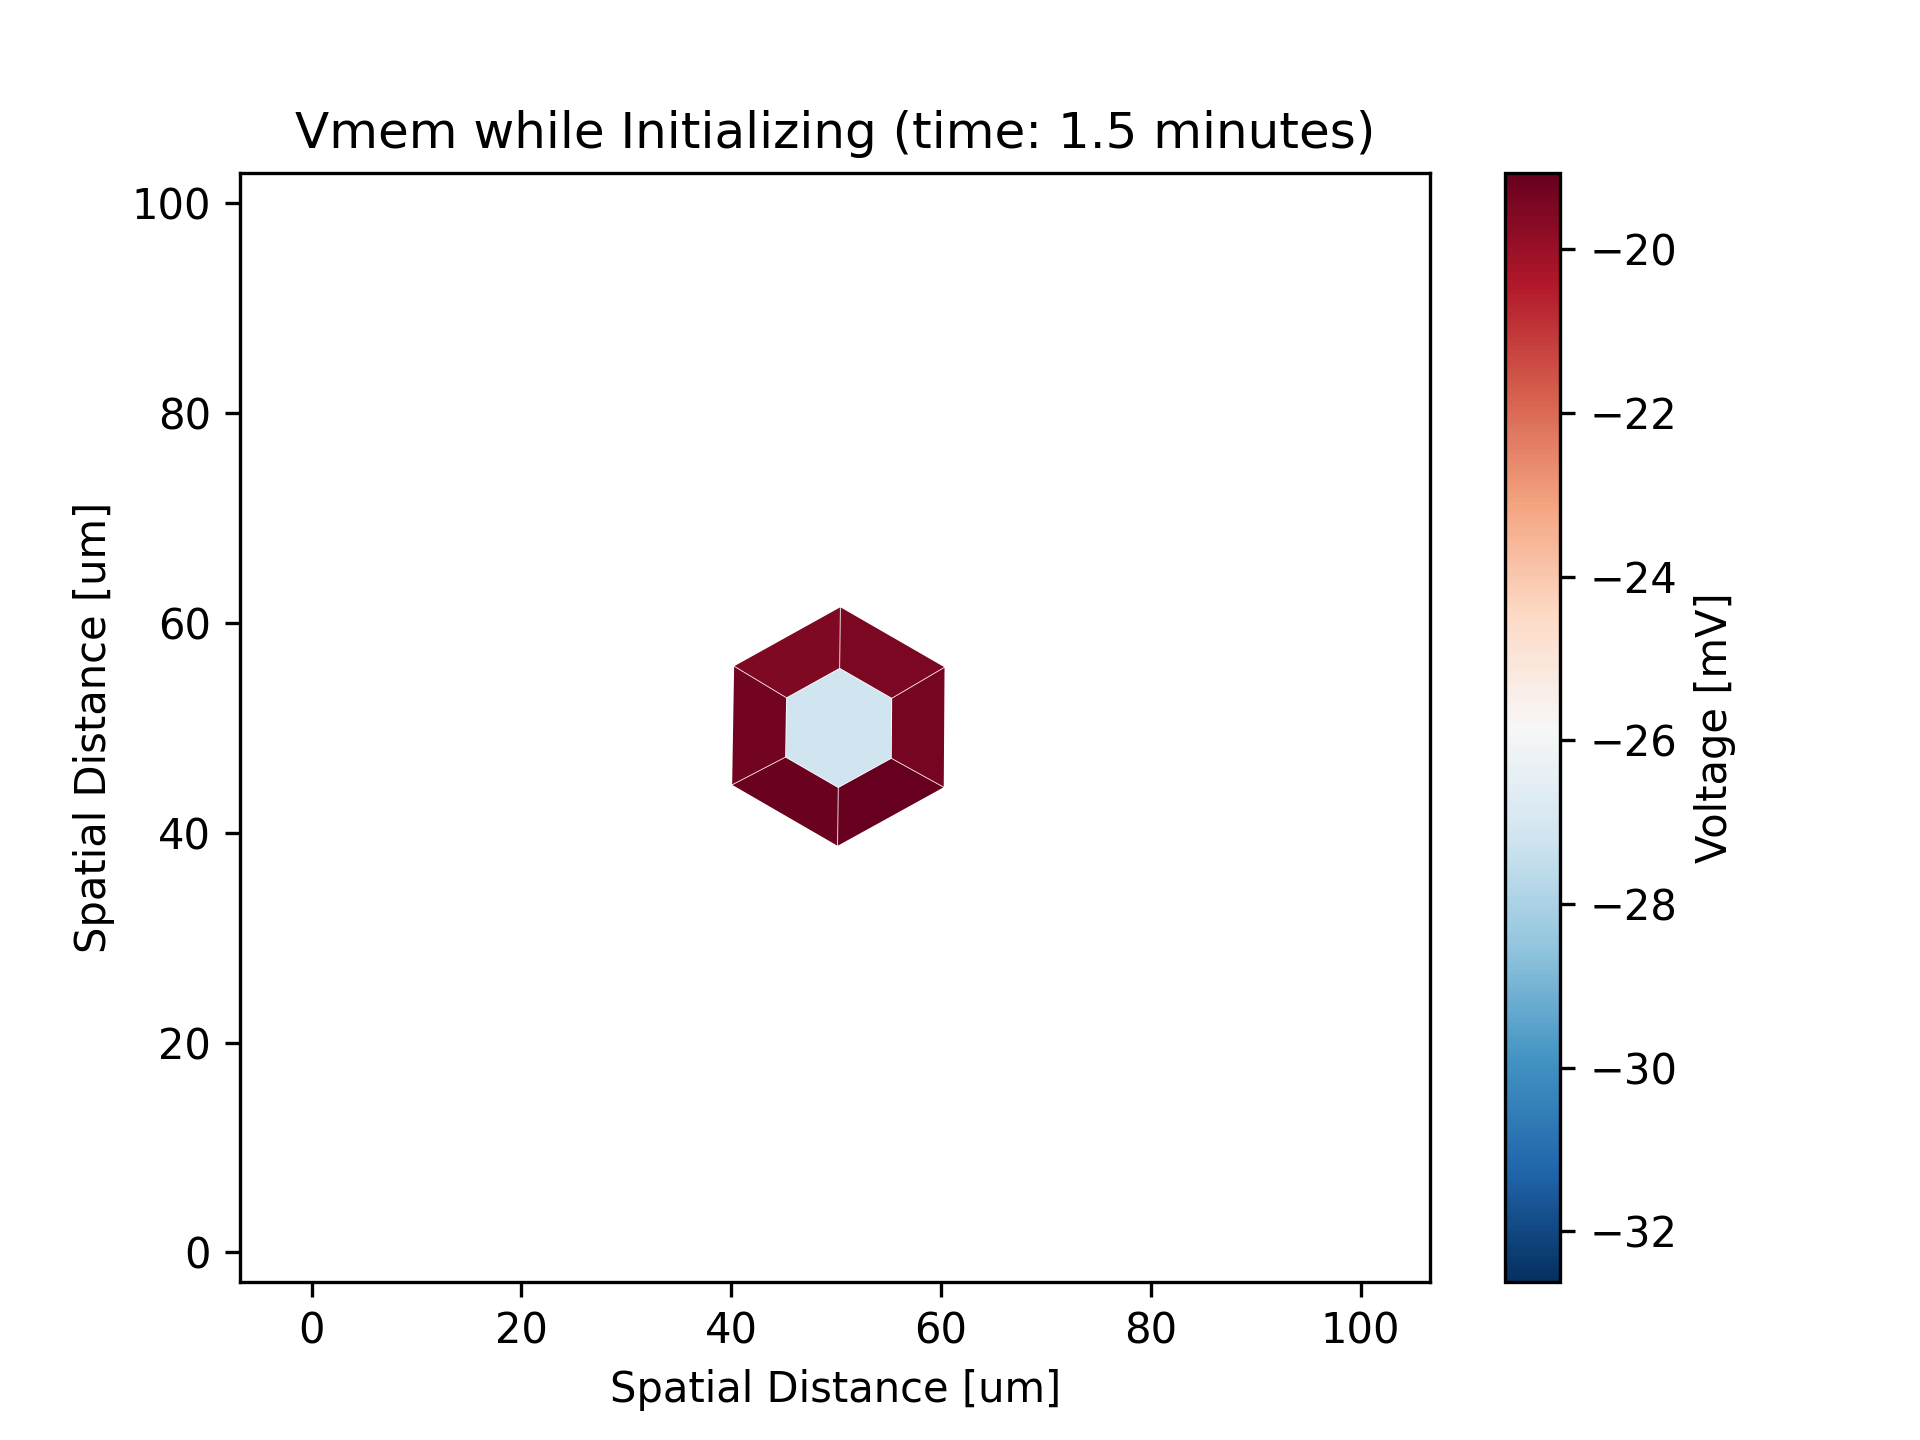 Vmem while Initializing (time: 1.5 minutes)
100
80
60
40
20
0
Spatial Distance [um]
0 20 40 60 80 100
Spatial Distance [um]
−20
−22
−24
−26
−28
−30
−32
Voltage [mV]